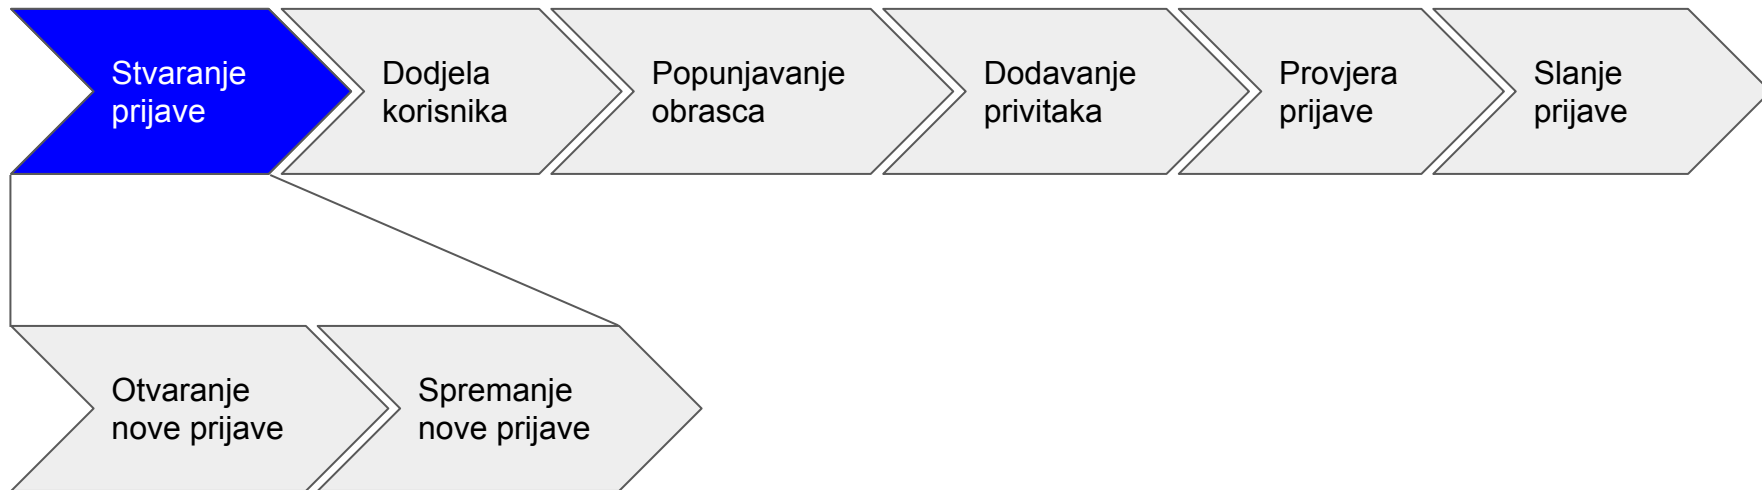 Stvaranje
prijave
Dodjela
korisnika
Popunjavanje
obrasca
Dodavanje
privitaka
Provjera
prijave
Slanje
prijave
Otvaranje
nove prijave
Spremanje
nove prijave